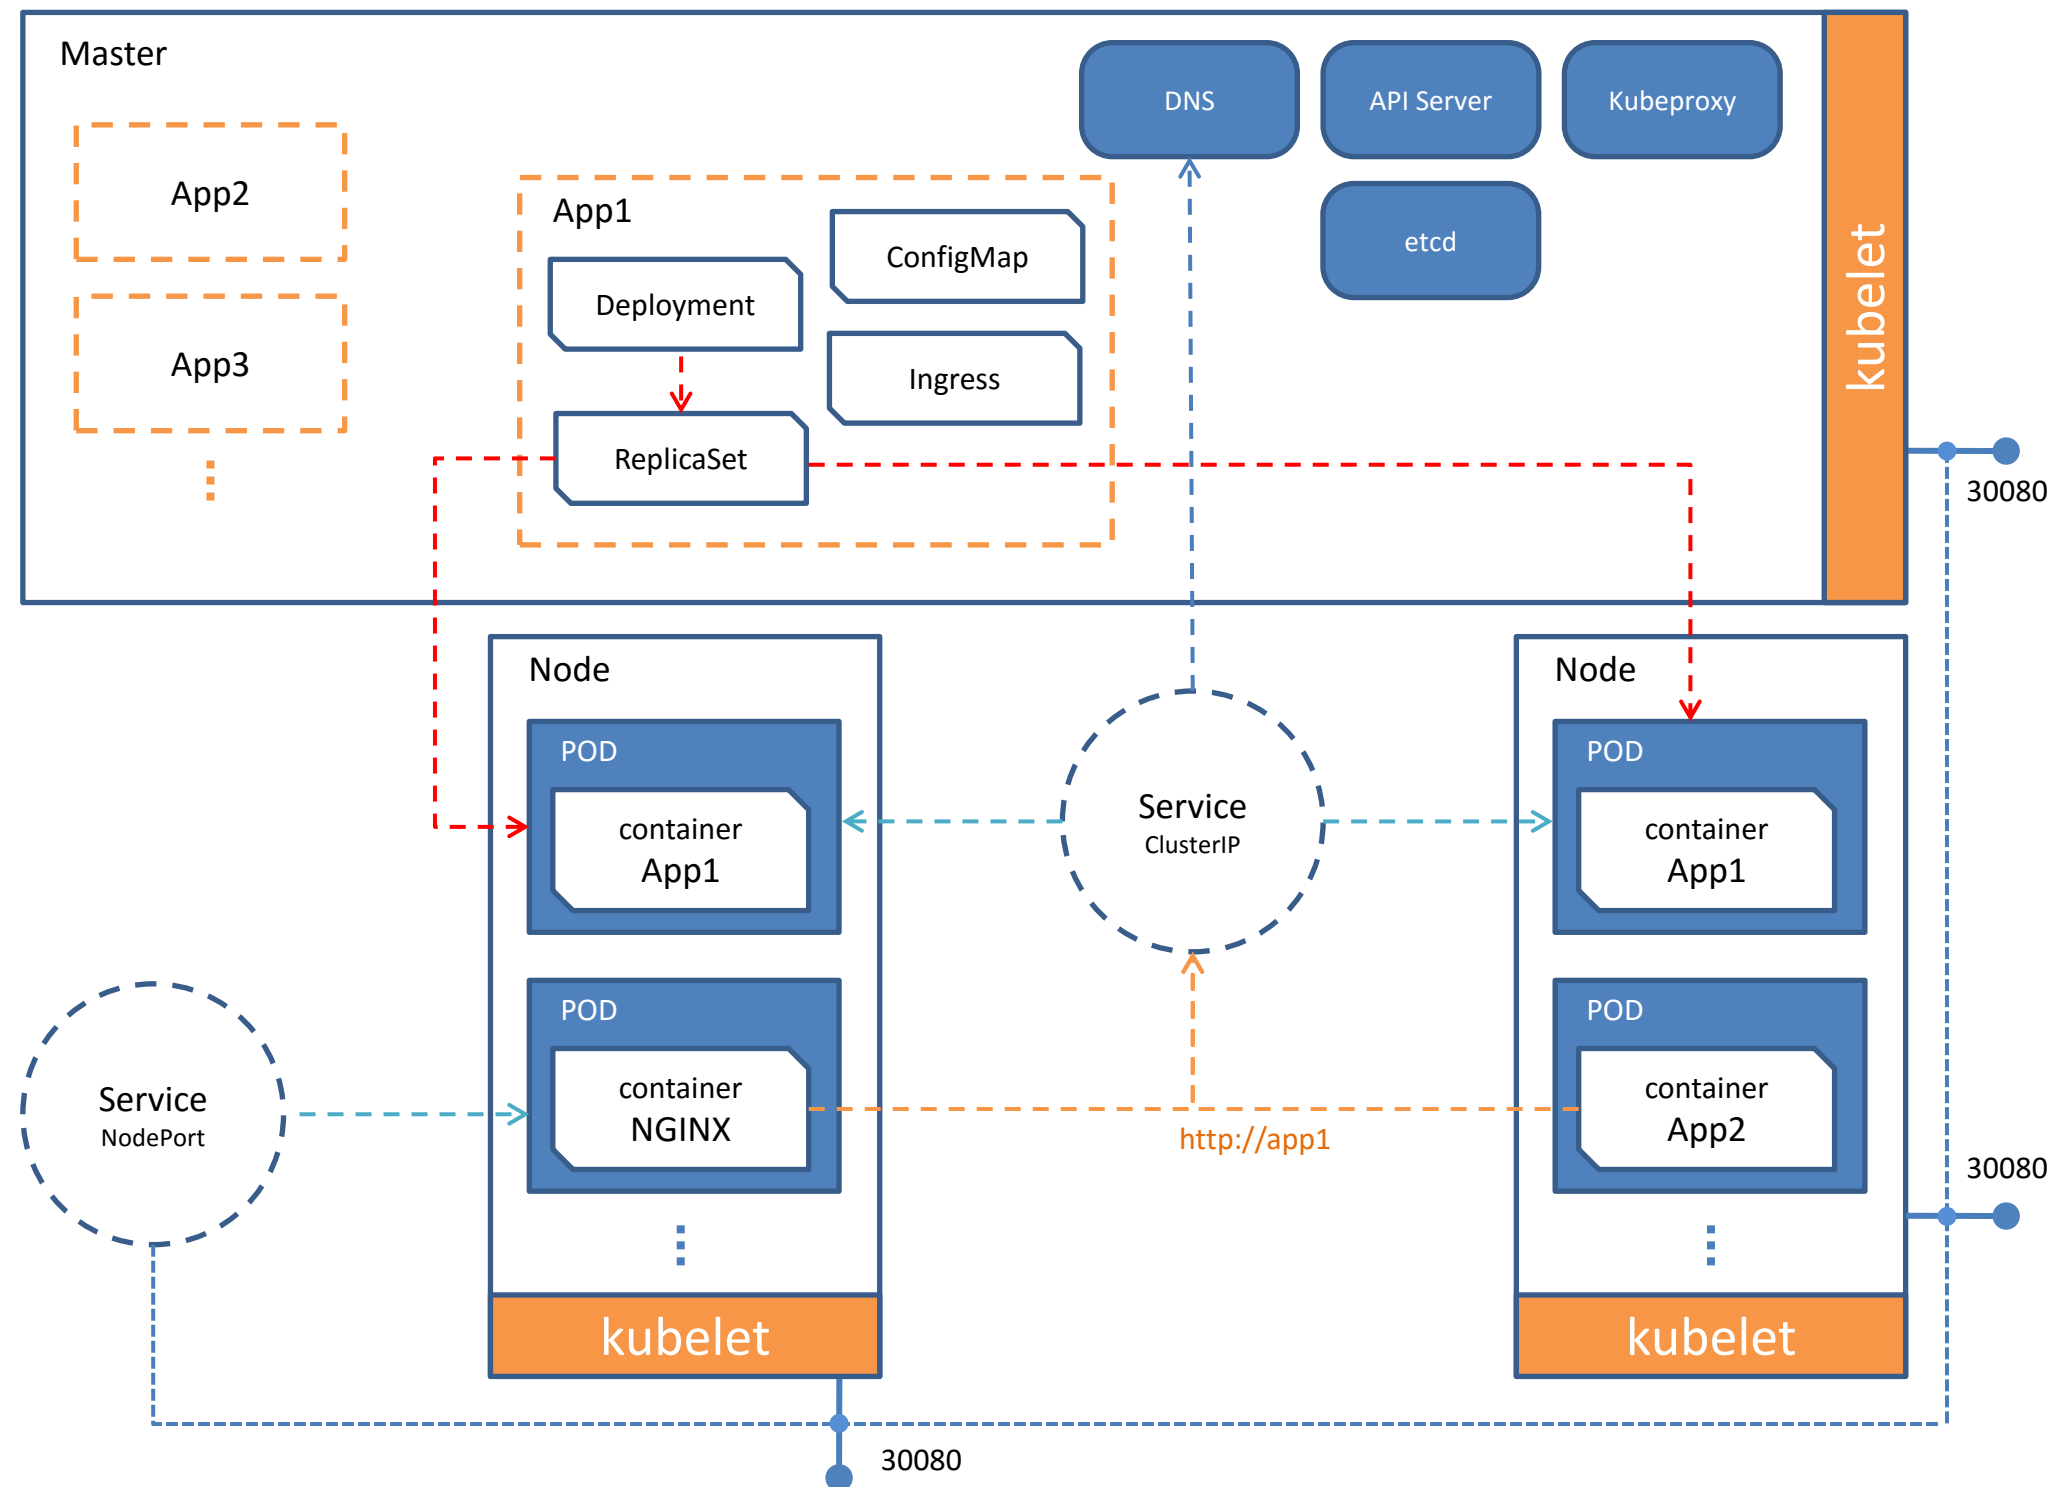 Master
App2
App3
App1
Deployment
ReplicaSet
ConfigMap
Ingress
DNS
API Server
Kubeproxy
etcd
kubelet
30080
Node
POD
container
App1
POD
container
NGINX
kubelet
30080
Service
ClusterIP
http://app1
Node
POD
container
App1
POD
container
App2
kubelet
30080
Service
NodePort